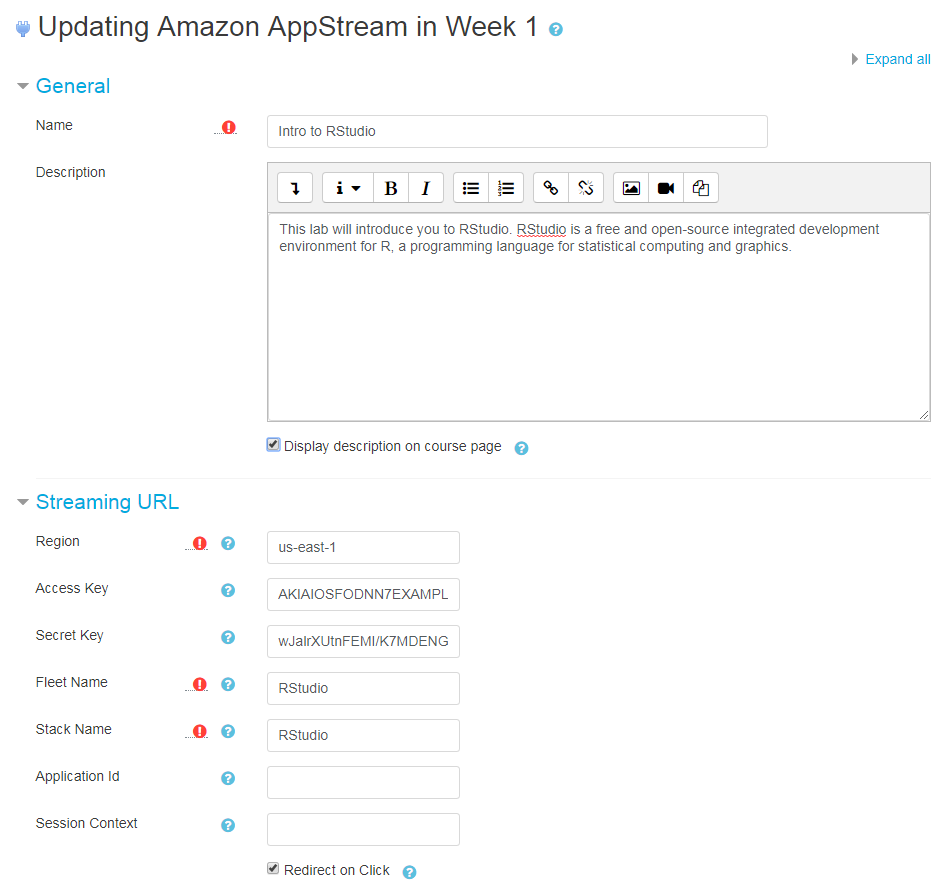 Updating Amazon AppStream in Week 1
Expand all
General
Name
Intro to RStudio
Description
This lab will introduce you to RStudio. RStudio is a free and open-source integrated development
environment for R, a programming language for statistical computing and graphics.
Display description on course page
Streaming URL
Region
us-east-1
Access Key
AKIAIOSFODNN7EXAMPL
Secret Key
wJalrXUtnFEMI/K7MDENG
Fleet Name
RStudio
Stack Name
RStudio
Application Id
Session Context
Redirect on Click